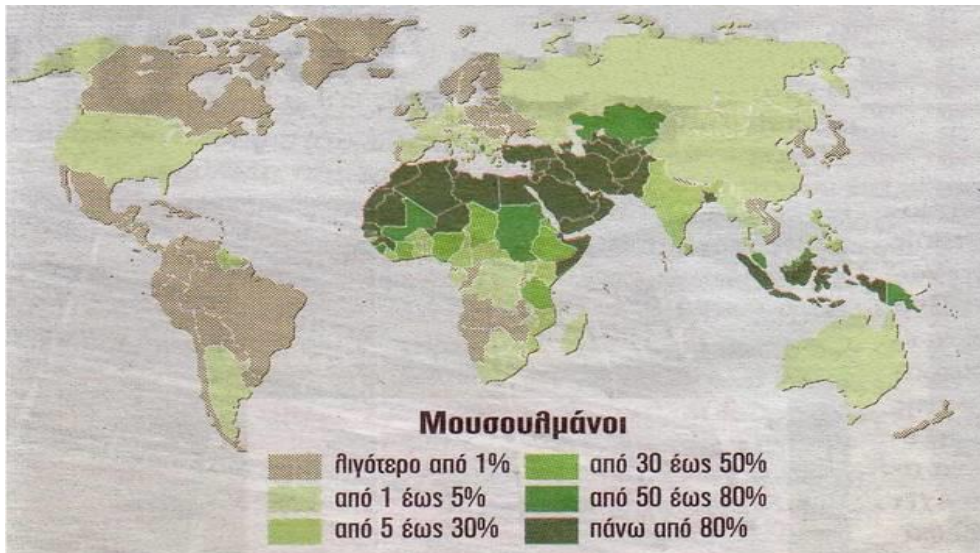 Μουσουλμάνοι
λιγότερο από 1%
από 1 έως 5%
από 5 έως 30%
από 30 έως 50%
από 50 έως 80%
πάνω από 80%